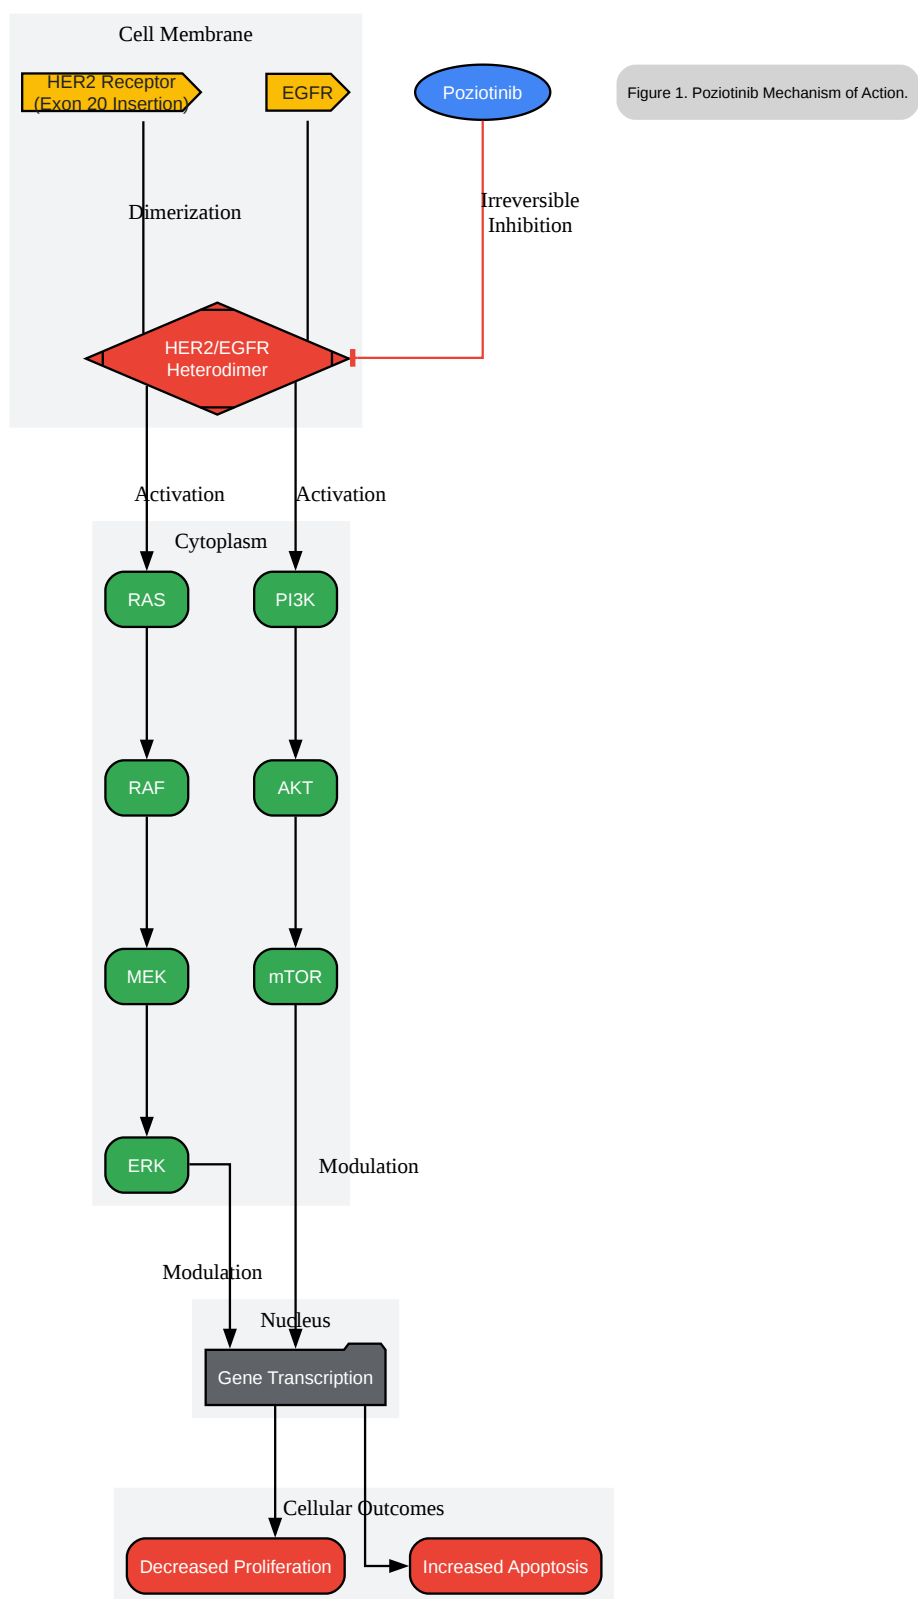 Cell Membrane
HER2 Receptor
(Exon 20 Insertion)
EGFR
Poziotinib
Figure 1. Poziotinib Mechanism of Action.
Dimerization
Irreversible
Inhibition
HER2/EGFR
Heterodimer
Activation
Activation
Cytoplasm
RAS
PI3K
RAF
AKT
MEK
mTOR
ERK
Modulation
Modulation
Nucleus
Gene Transcription
Cellular Outcomes
Decreased Proliferation
Increased Apoptosis